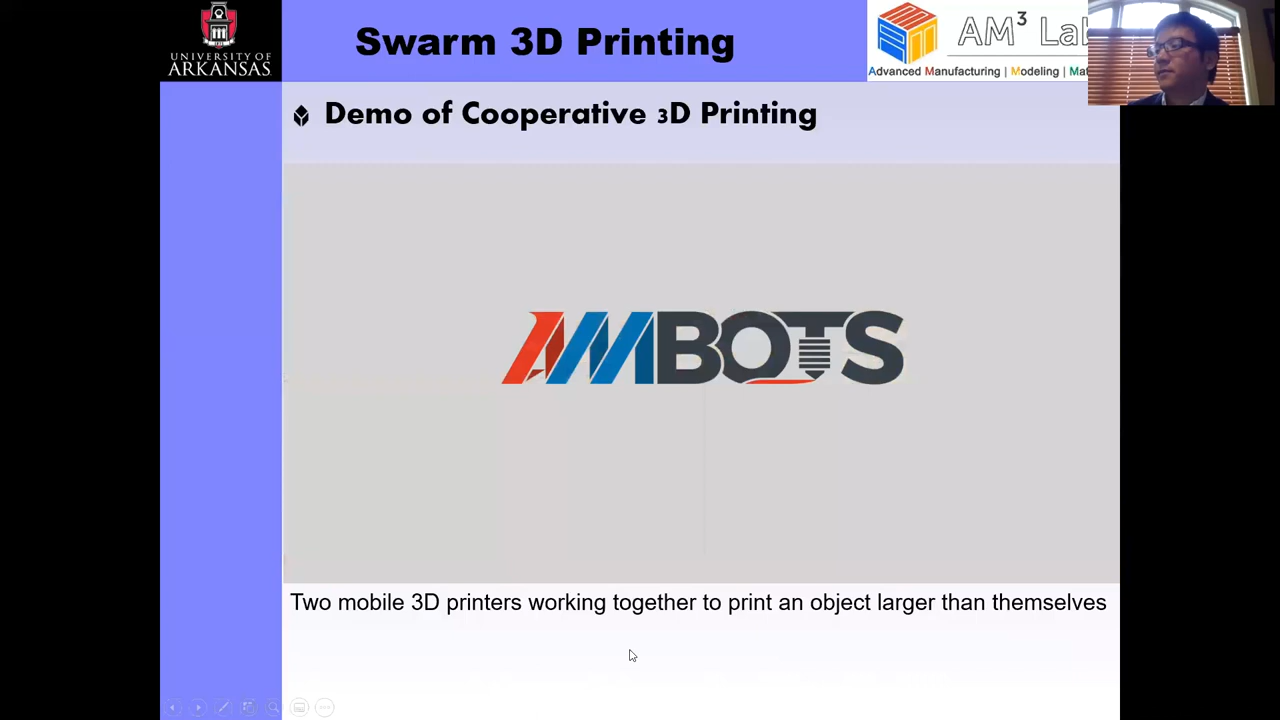 UNIVERSITY OF
ARKANSAS
Swarm 3D Printing
AM³ Lab
Advanced Manufacturing | Modeling |
Demo of Cooperative 3D Printing
AMBOTS
Two mobile 3D printers working together to print an object larger than themselves